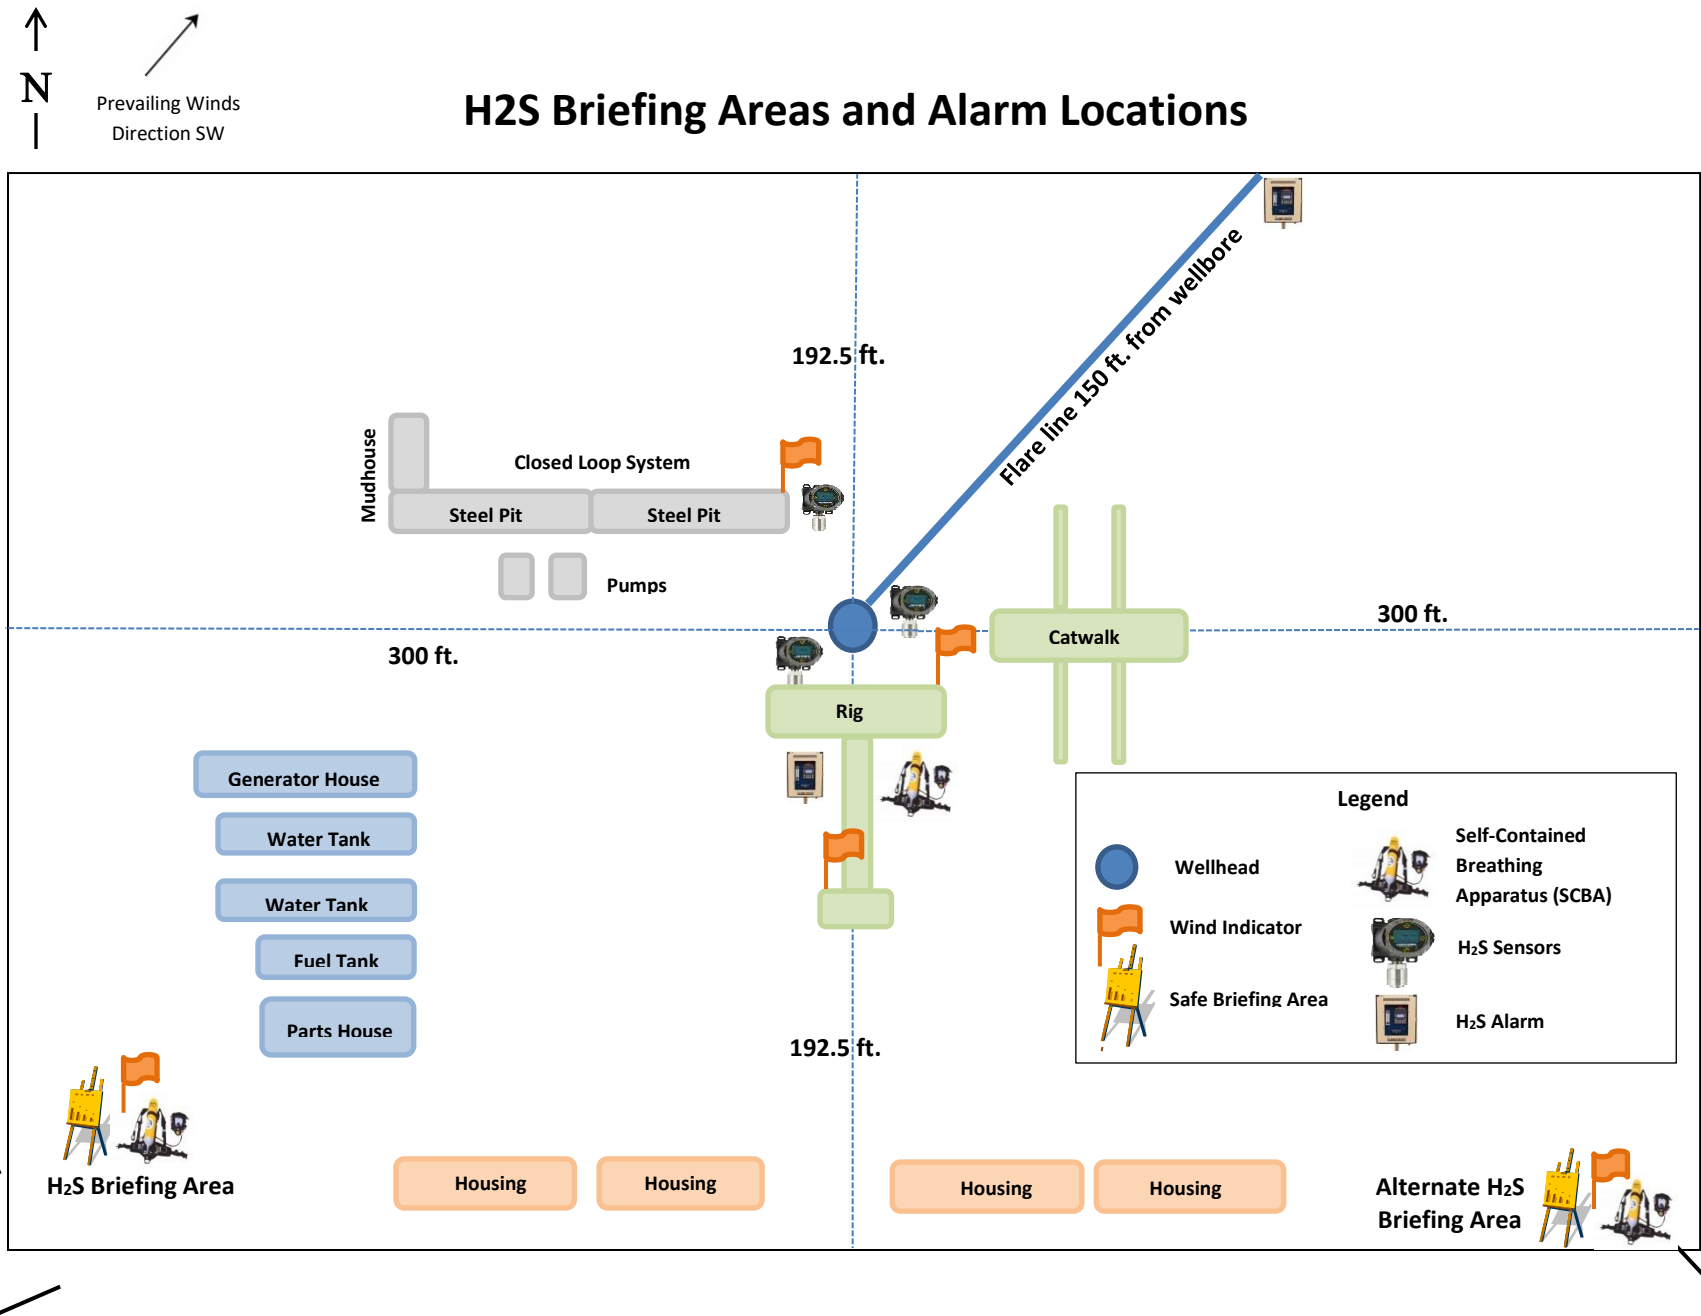 N
Prevailing Winds
Direction SW
H2S Briefing Areas and Alarm Locations
Flare line 150 ft. from wellbore
192.5 ft.
Mudhouse
Closed Loop System
Steel Pit
Steel Pit
Pumps
300 ft.
300 ft.
Catwalk
Rig
Generator House
Water Tank
Water Tank
Fuel Tank
Parts House
192.5 ft.
Legend
Wellhead
Wind Indicator
Safe Briefing Area
Self-Contained
Breathing
Apparatus (SCBA)
H2S Sensors
H2S Alarm
H2S Briefing Area
Housing
Housing
Housing
Housing
Alternate H2S
Briefing Area